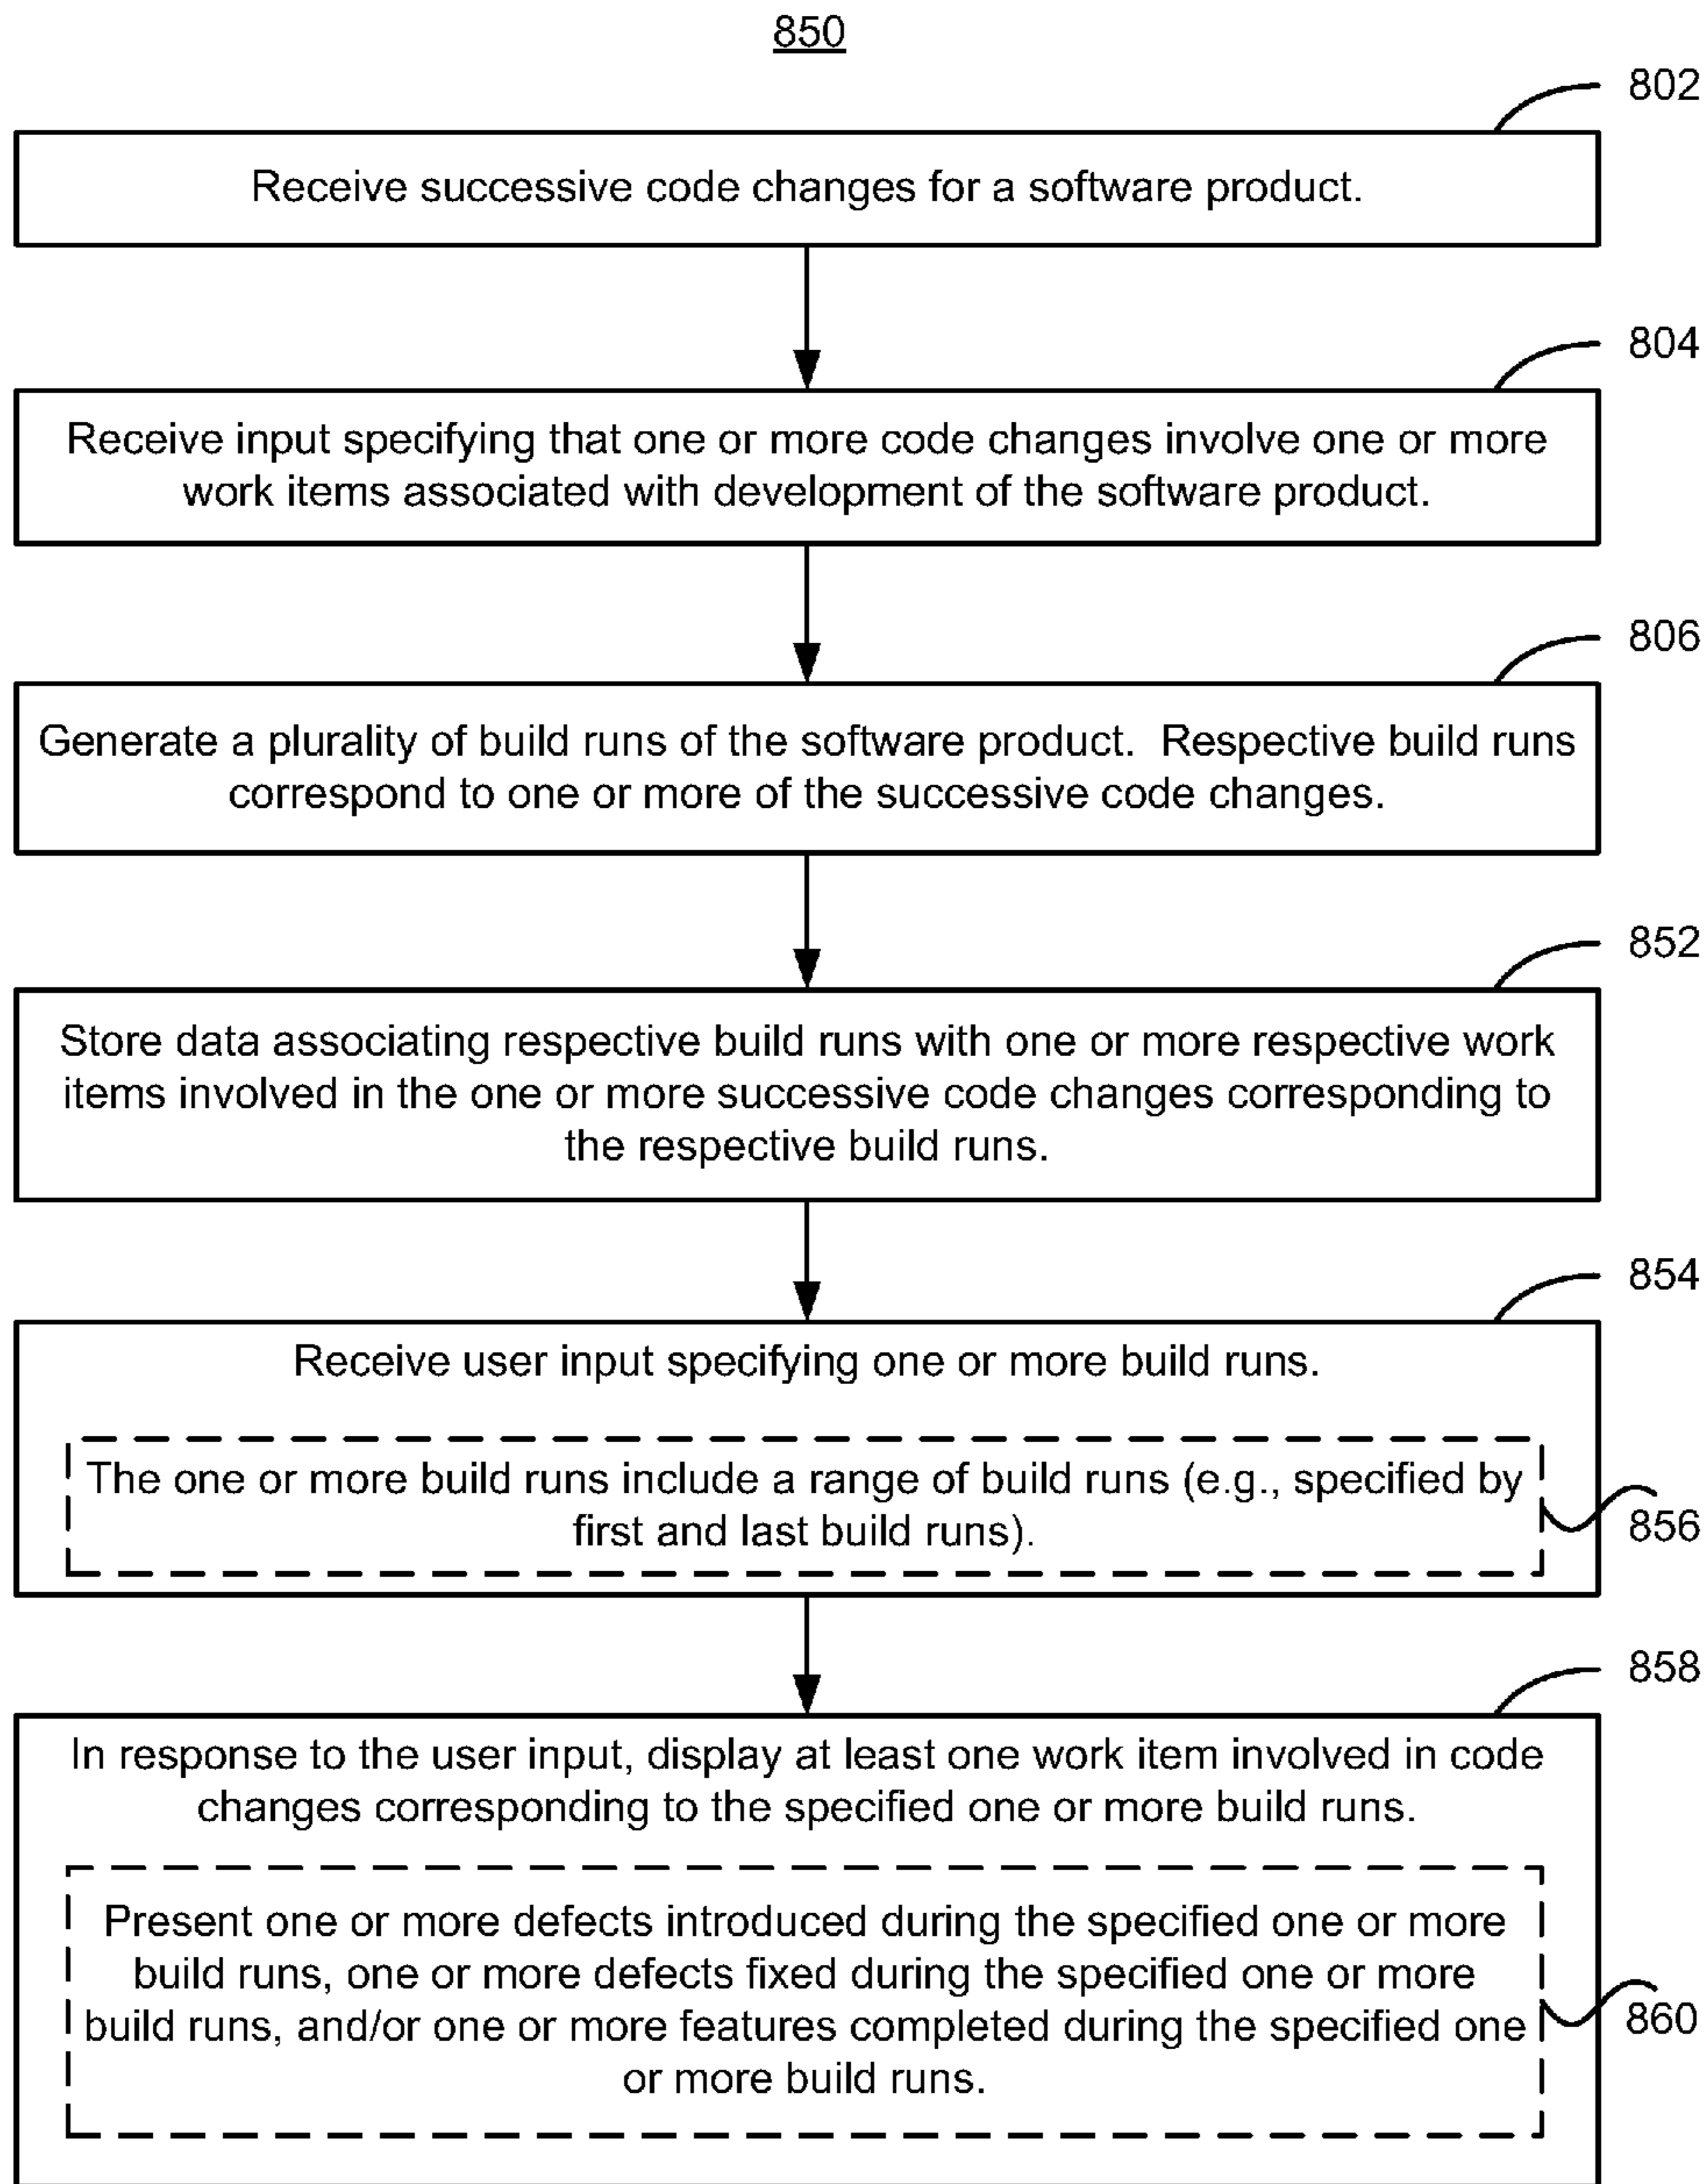 850
802
Receive successive code changes for a software product.
804
Receive input specifying that one or more code changes involve one or more
work items associated with development of the software product.
806
Generate a plurality of build runs of the software product.  Respective build runs
correspond to one or more of the successive code changes.
852
Store data associating respective build runs with one or more respective work
items involved in the one or more successive code changes corresponding to
the respective build runs.
854
Receive user input specifying one or more build runs.
The one or more build runs include a range of build runs (e.g., specified by
first and last build runs).
856
858
In response to the user input, display at least one work item involved in code
changes corresponding to the specified one or more build runs.
Present one or more defects introduced during the specified one or more
build runs, one or more defects fixed during the specified one or more
build runs, and/or one or more features completed during the specified one
or more build runs.
860